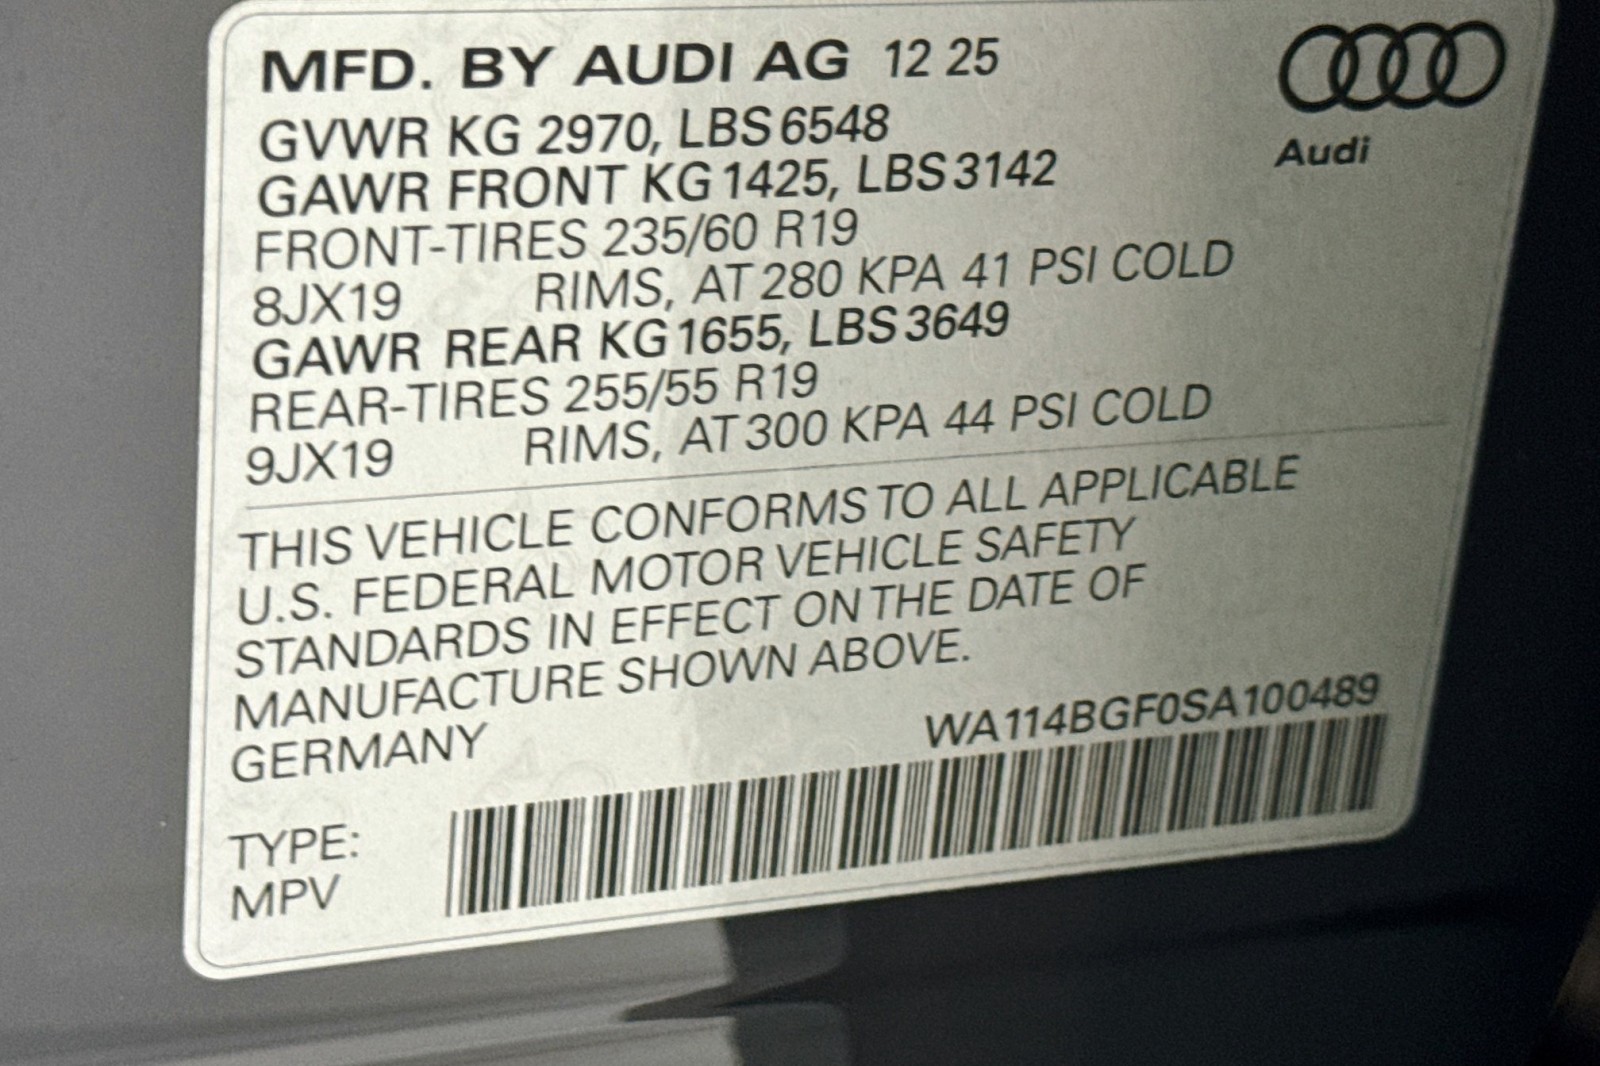 MFD. BY AUDI AG 12 25
Audi
GVWR KG 2970, LBS 6548
GAWR FRONT KG 1425, LBS 3142
FRONT-TIRES 235/60 R19
8JX19 RIMS, AT 280 KPA 41 PSI COLD
GAWR REAR KG 1655, LBS 3649
REAR-TIRES 255/55 R19
9JX19 RIMS, AT 300 KPA 44 PSI COLD
THIS VEHICLE CONFORMS TO ALL APPLICABLE
U.S. FEDERAL MOTOR VEHICLE SAFETY
STANDARDS IN EFFECT ON THE DATE OF
MANUFACTURE SHOWN ABOVE.
GERMANY
WA114BGF0SA100489
TYPE:
MPV